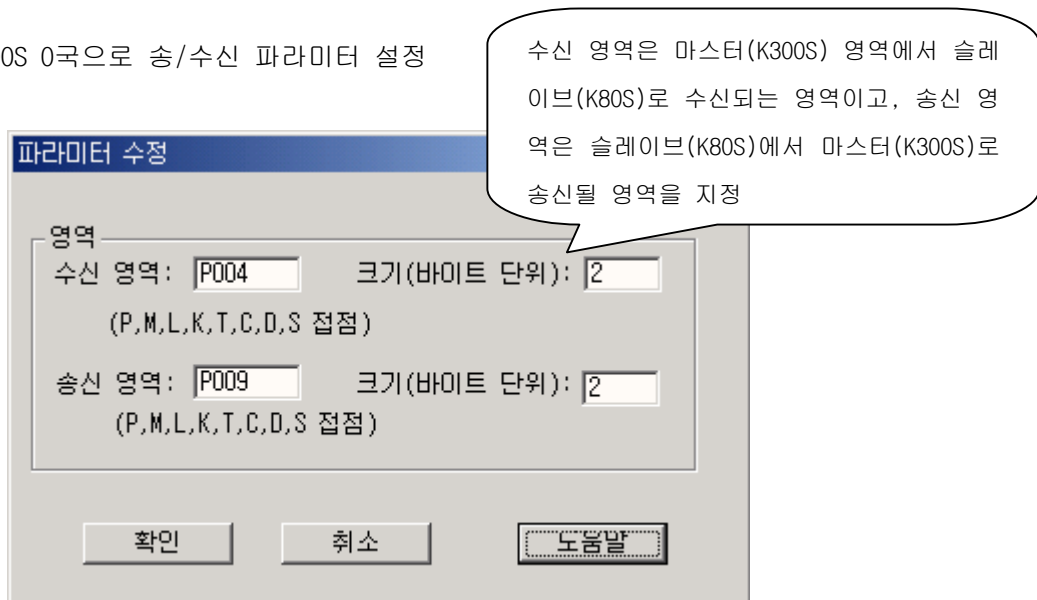 0S 0국으로 송/수신 파라미터 설정
수신 영역은 마스터(K300S) 영역에서 슬레
이브(K80S)로 수신되는 영역이고, 송신 영
역은 슬레이브(K80S)에서 마스터(K300S)로
송신될 영역을 지정
파라미터 수정
영역
수신 영역: P004 크기(바이트 단위): 2
(P,M,L,K,T,C,D,S 접점)
송신 영역: P009 크기(바이트 단위): 2
(P,M,L,K,T,C,D,S 접점)
확인 취소 도움말